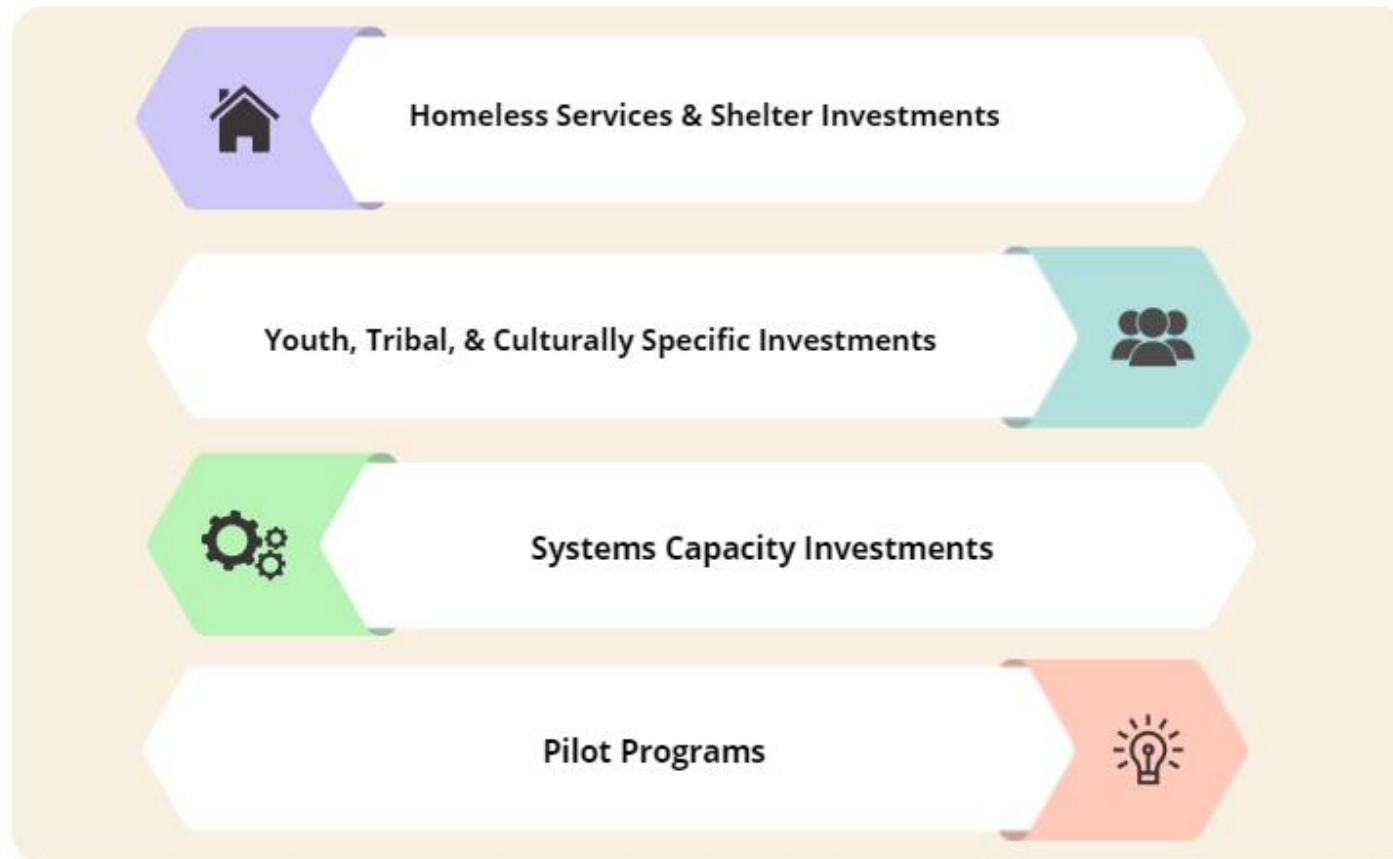 Homeless Services & Shelter Investments
Youth, Tribal, & Culturally Specific Investments
Systems Capacity Investments
Pilot Programs